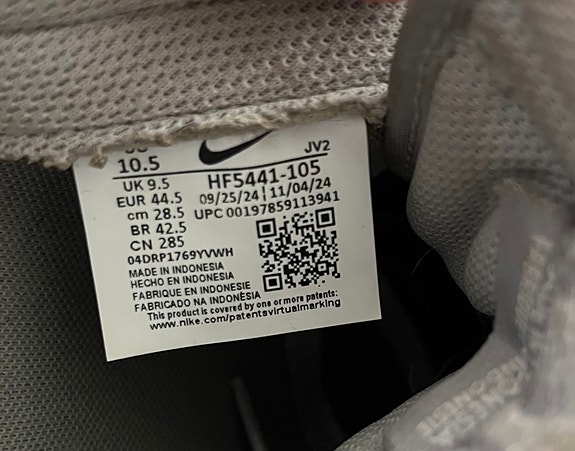 10.5
JV2
UK 9.5
EUR 44.5
cm 28.5
BR 42.5
CN 285
HF5441-105
09/25/24 | 11/04/24
UPC 00197859113941
04DRP1769YVWH
MADE IN INDONESIA
HECHO EN INDONESIA
FABRIQUE EN INDONESIE
FABRICADO NA INDONÉSIA
This product is covered by one or more patents:
www.nike.com/patentsvirtualmarking